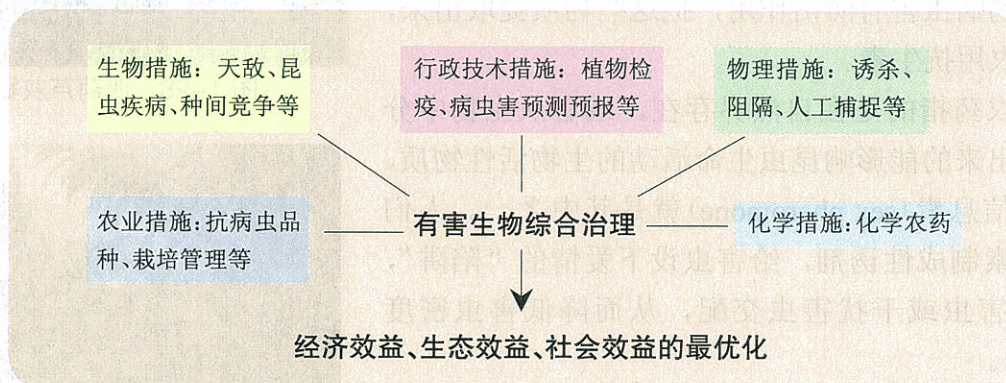 生物措施：天敌、昆
虫疾病、种间竞争等
行政技术措施：植物检
疫、病虫害预测预报等
物理措施：诱杀、
阻隔、人工捕捉等
农业措施：抗病虫品
种、栽培管理等
有害生物综合治理
化学措施：化学农药
经济效益、生态效益、社会效益的最优化